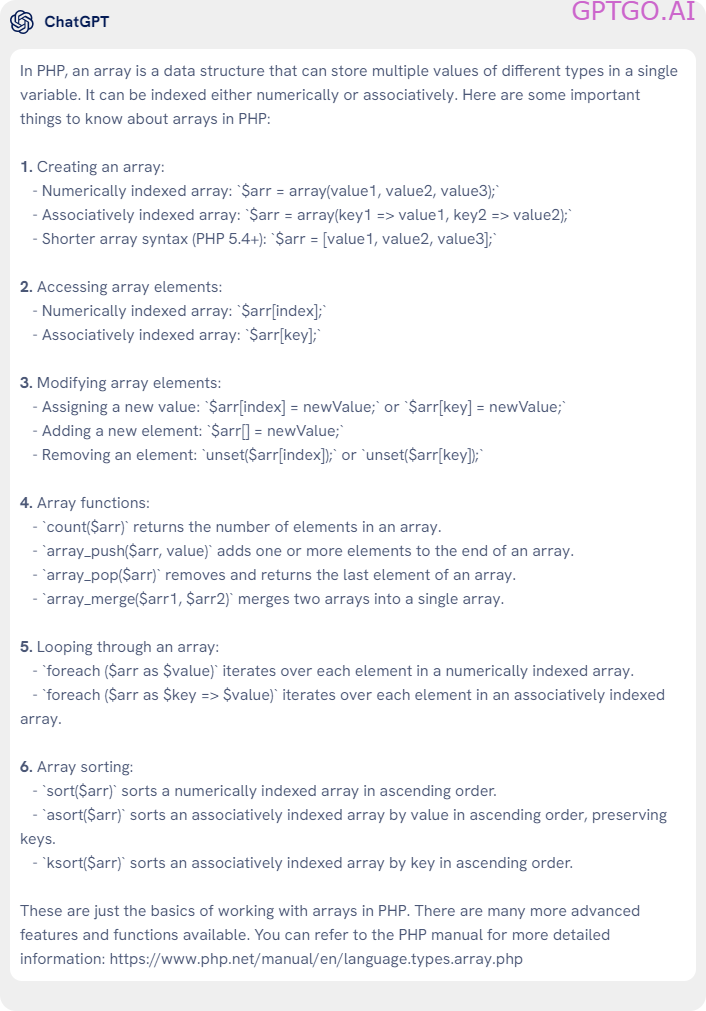 GPTGO.AI
ChatGPT
In PHP, an array is a data structure that can store multiple values of different types in a single
variable. It can be indexed either numerically or associatively. Here are some important
things to know about arrays in PHP:
1. Creating an array:
- Numerically indexed array: `$arr = array(value1, value2, value3);`
- Associatively indexed array: `$arr = array(key1 => value1, key2 => value2);`
- Shorter array syntax (PHP 5.4+): `$arr = [value1, value2, value3];`
2. Accessing array elements:
- Numerically indexed array: `$arr[index];`
- Associatively indexed array: `$arr[key];`
3. Modifying array elements:
- Assigning a new value: `$arr[index] = newValue;` or `$arr[key] = newValue;`
- Adding a new element: `$arr[] = newValue;`
- Removing an element: `unset($arr[index]);` or `unset($arr[key]);`
4. Array functions:
- `count($arr)` returns the number of elements in an array.
- `array_push($arr, value)` adds one or more elements to the end of an array.
- `array_pop($arr)` removes and returns the last element of an array.
- `array_merge($arr1, $arr2)` merges two arrays into a single array.
5. Looping through an array:
- `foreach ($arr as $value)` iterates over each element in a numerically indexed array.
- `foreach ($arr as $key => $value)` iterates over each element in an associatively indexed
array.
6. Array sorting:
- `sort($arr)` sorts a numerically indexed array in ascending order.
- `asort($arr)` sorts an associatively indexed array by value in ascending order, preserving
keys.
- `ksort($arr)` sorts an associatively indexed array by key in ascending order.
These are just the basics of working with arrays in PHP. There are many more advanced
features and functions available. You can refer to the PHP manual for more detailed
information: https://www.php.net/manual/en/language.types.array.php